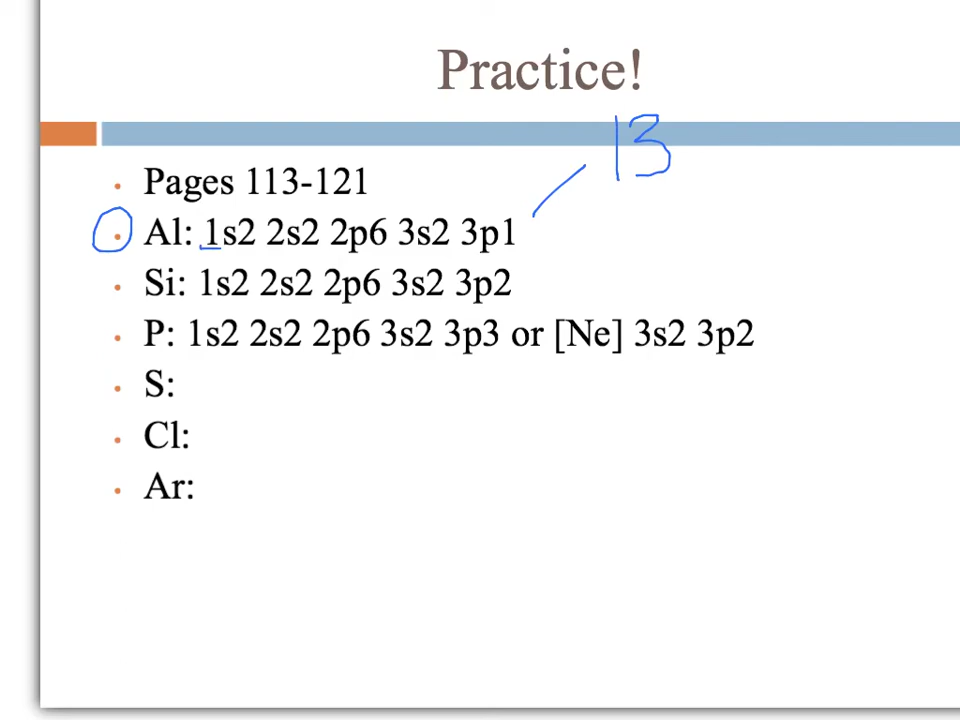 Practice!
13
Pages 113-121
Al: 1s2 2s2 2p6 3s2 3p1
Si: 1s2 2s2 2p6 3s2 3p2
P: 1s2 2s2 2p6 3s2 3p3 or [Ne] 3s2 3p2
S:
Cl:
Ar: